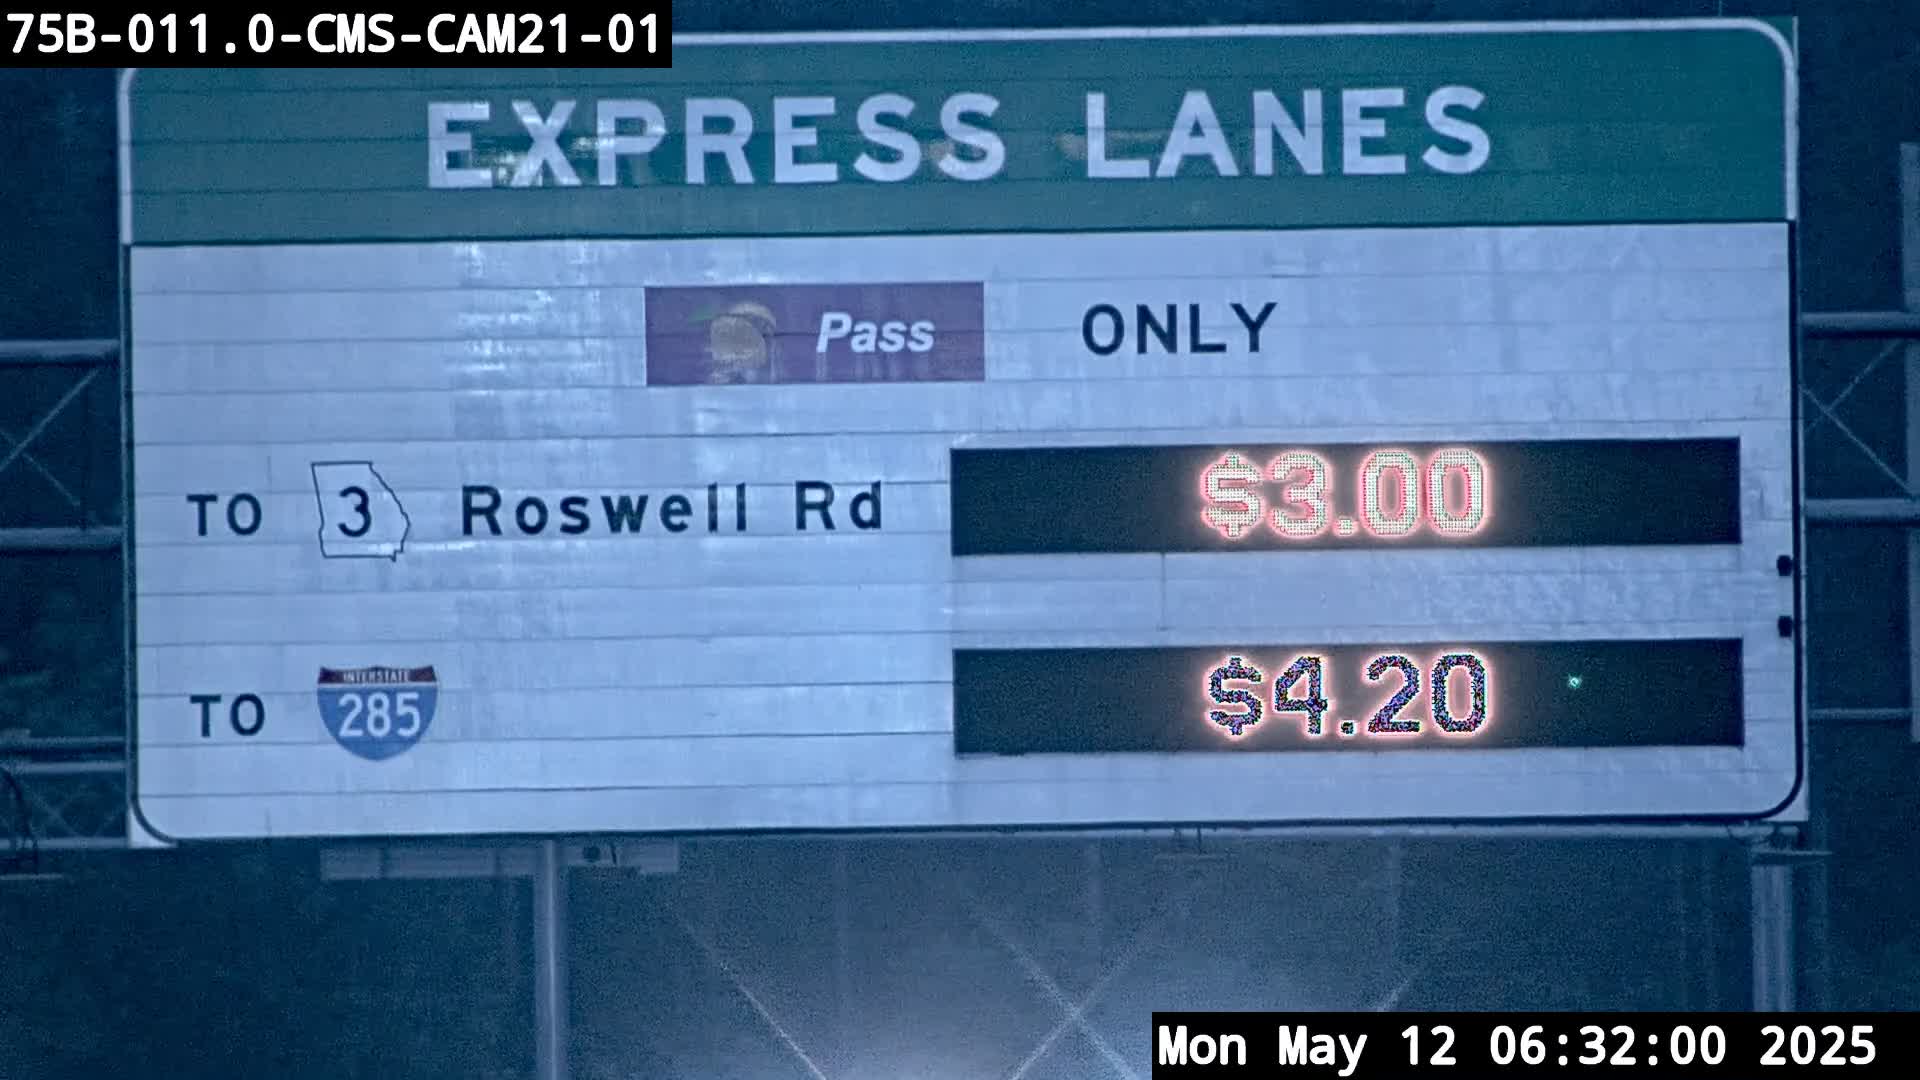 75B-011.0-CMS-CAM21-01
EXPRESS LANES
Pass ONLY
TO 3 Roswell Rd $3.00
INTERSTATE
TO 285 $4.20
Mon May 12 06:32:00 2025